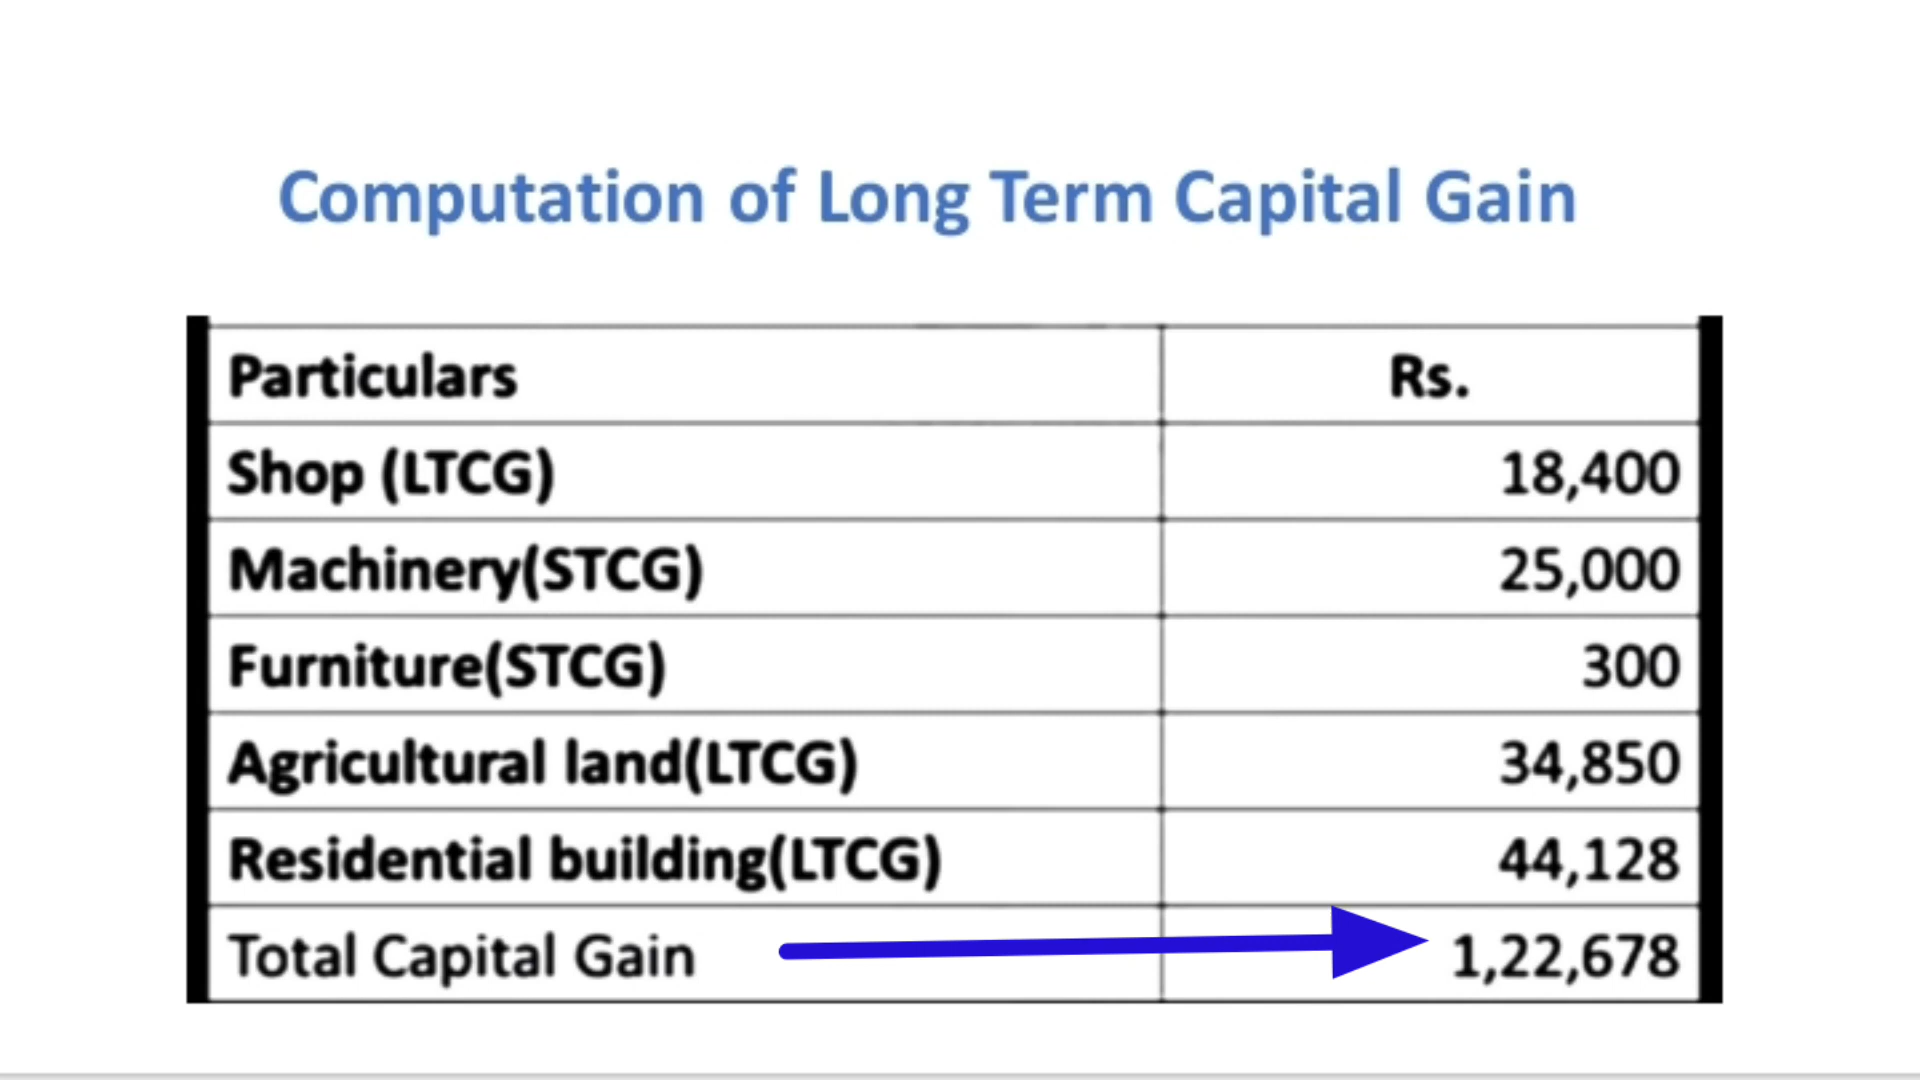 Computation of Long Term Capital Gain
Particulars Rs.
Shop (LTCG) 18,400
Machinery(STCG) 25,000
Furniture(STCG) 300
Agricultural land(LTCG) 34,850
Residential building(LTCG) 44,128
Total Capital Gain 1,22,678